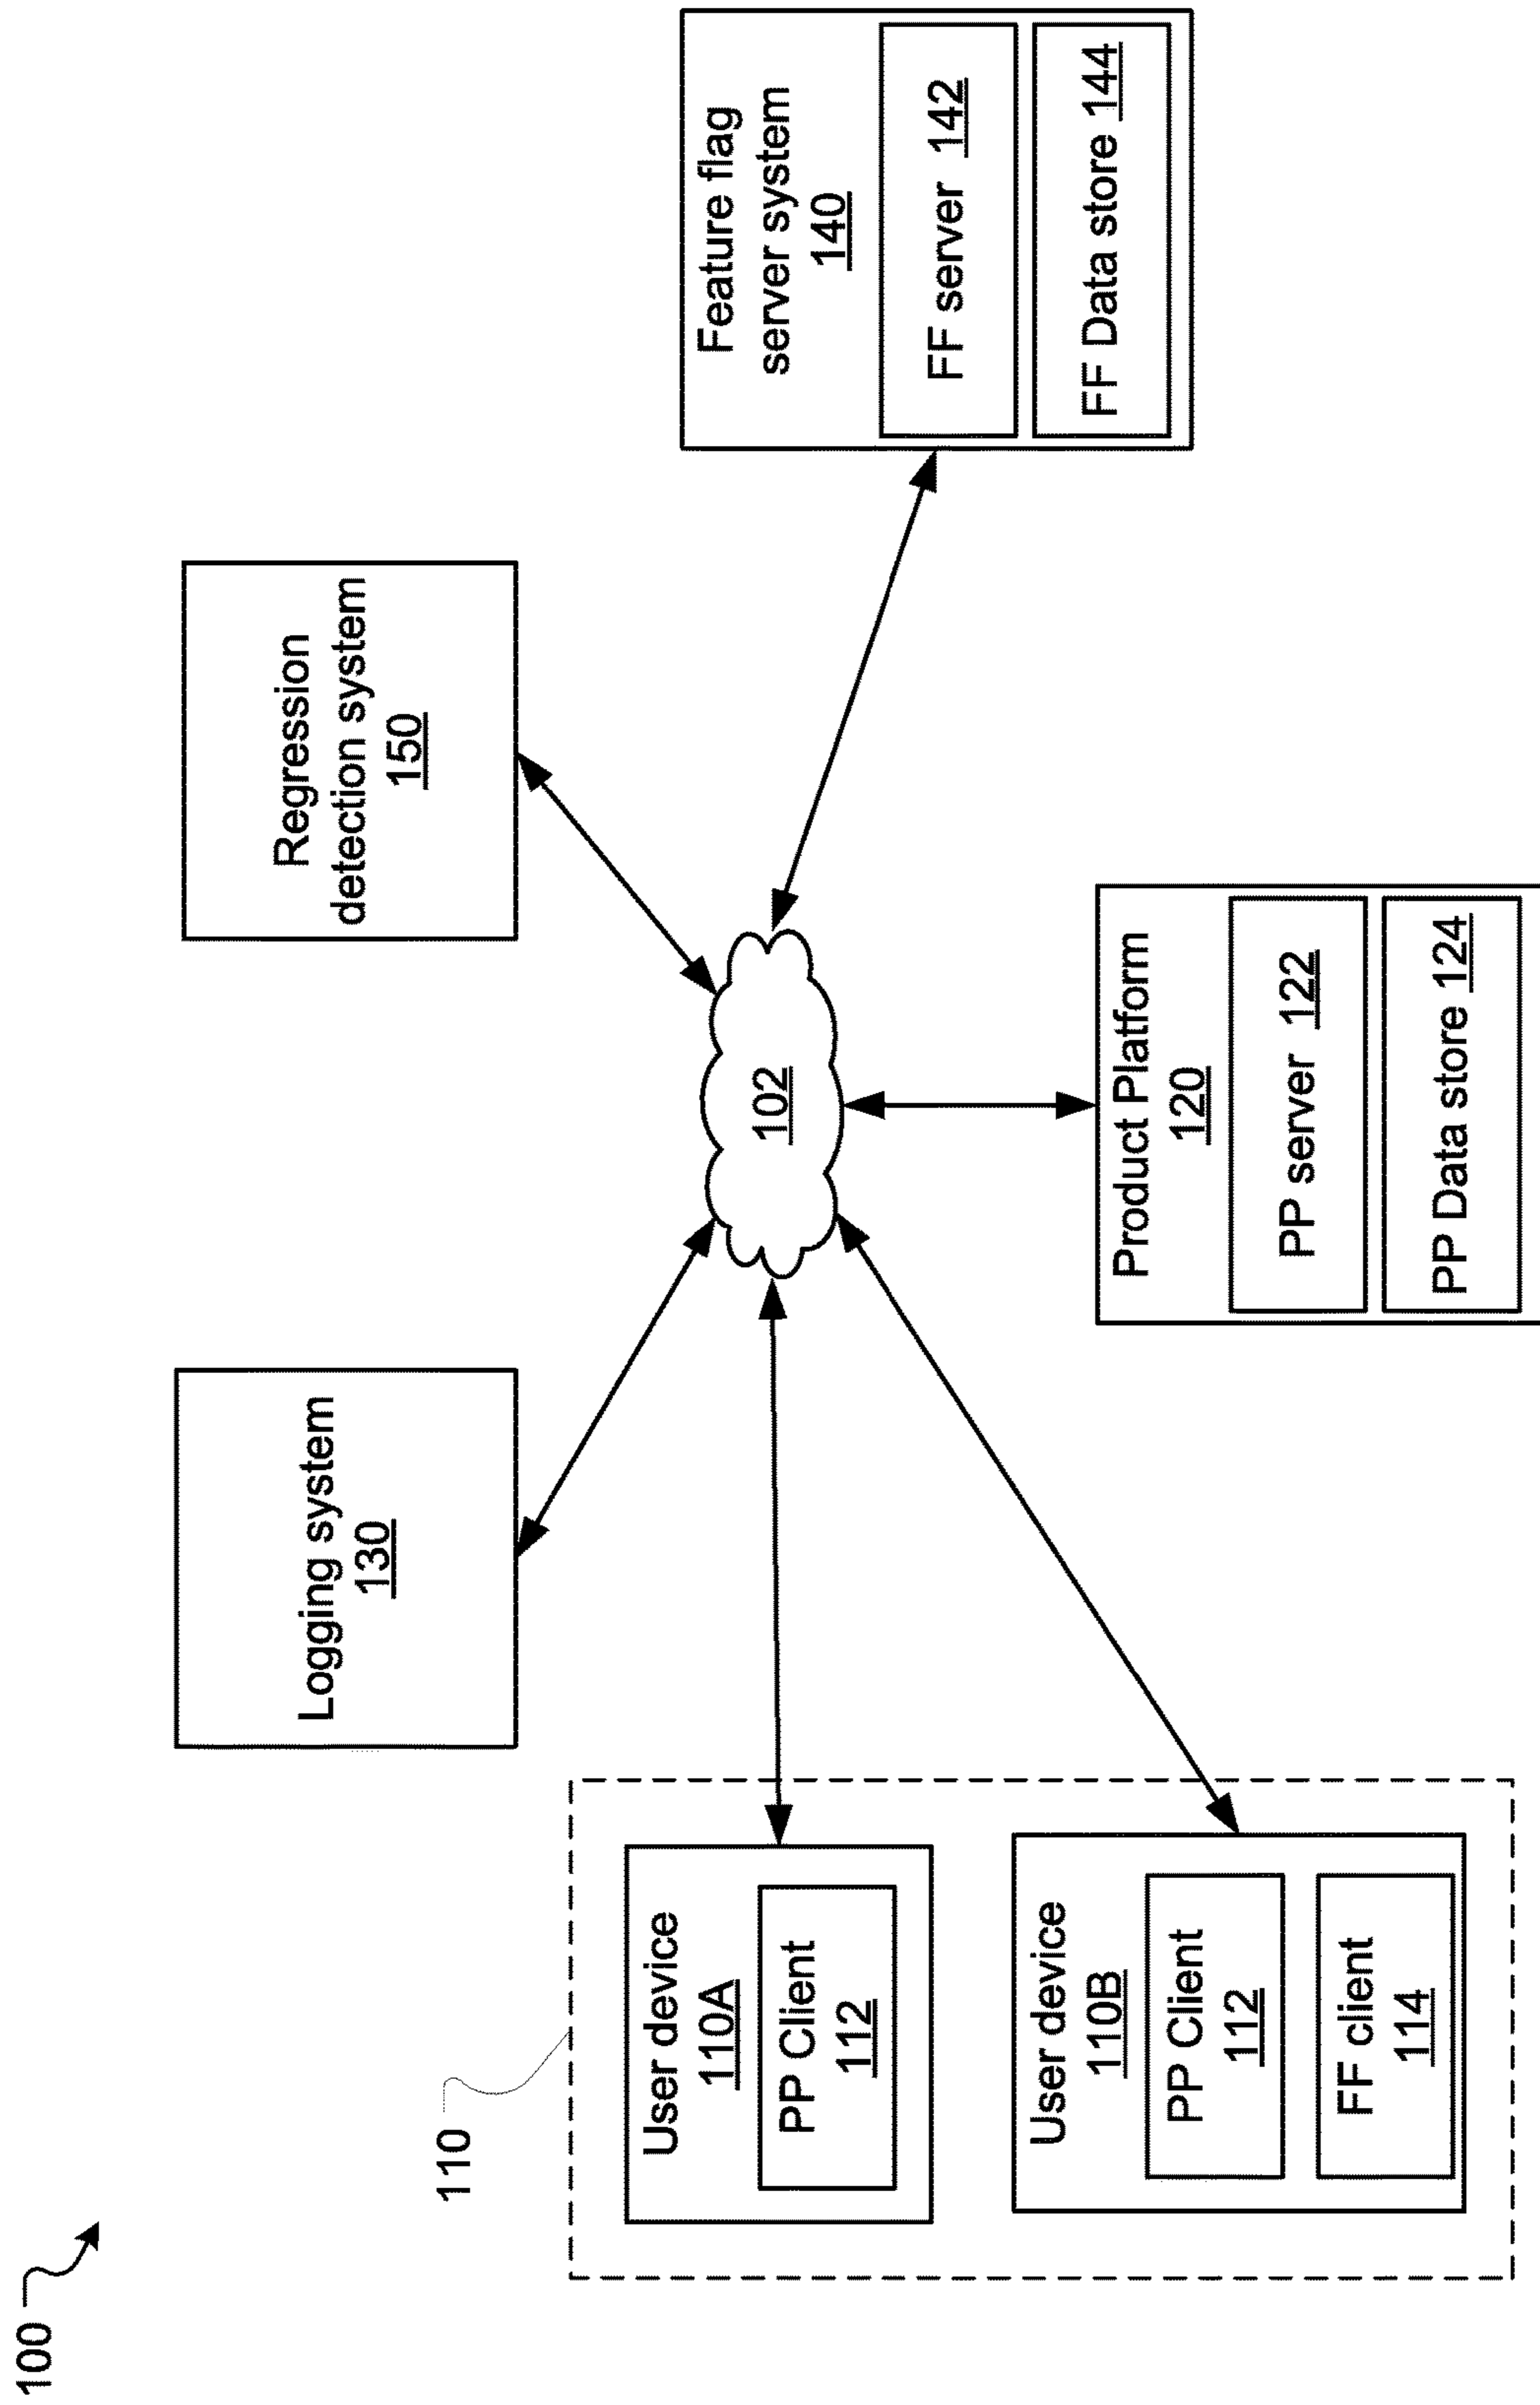 100
Logging system
130
Regression
detection system
150
110
User device
110A
PP Client
112
User device
110B
PP Client
112
FF client
114
102
Product Platform
120
PP server 122
PP Data store 124
Feature flag
server system
140
FF server 142
FF Data store 144